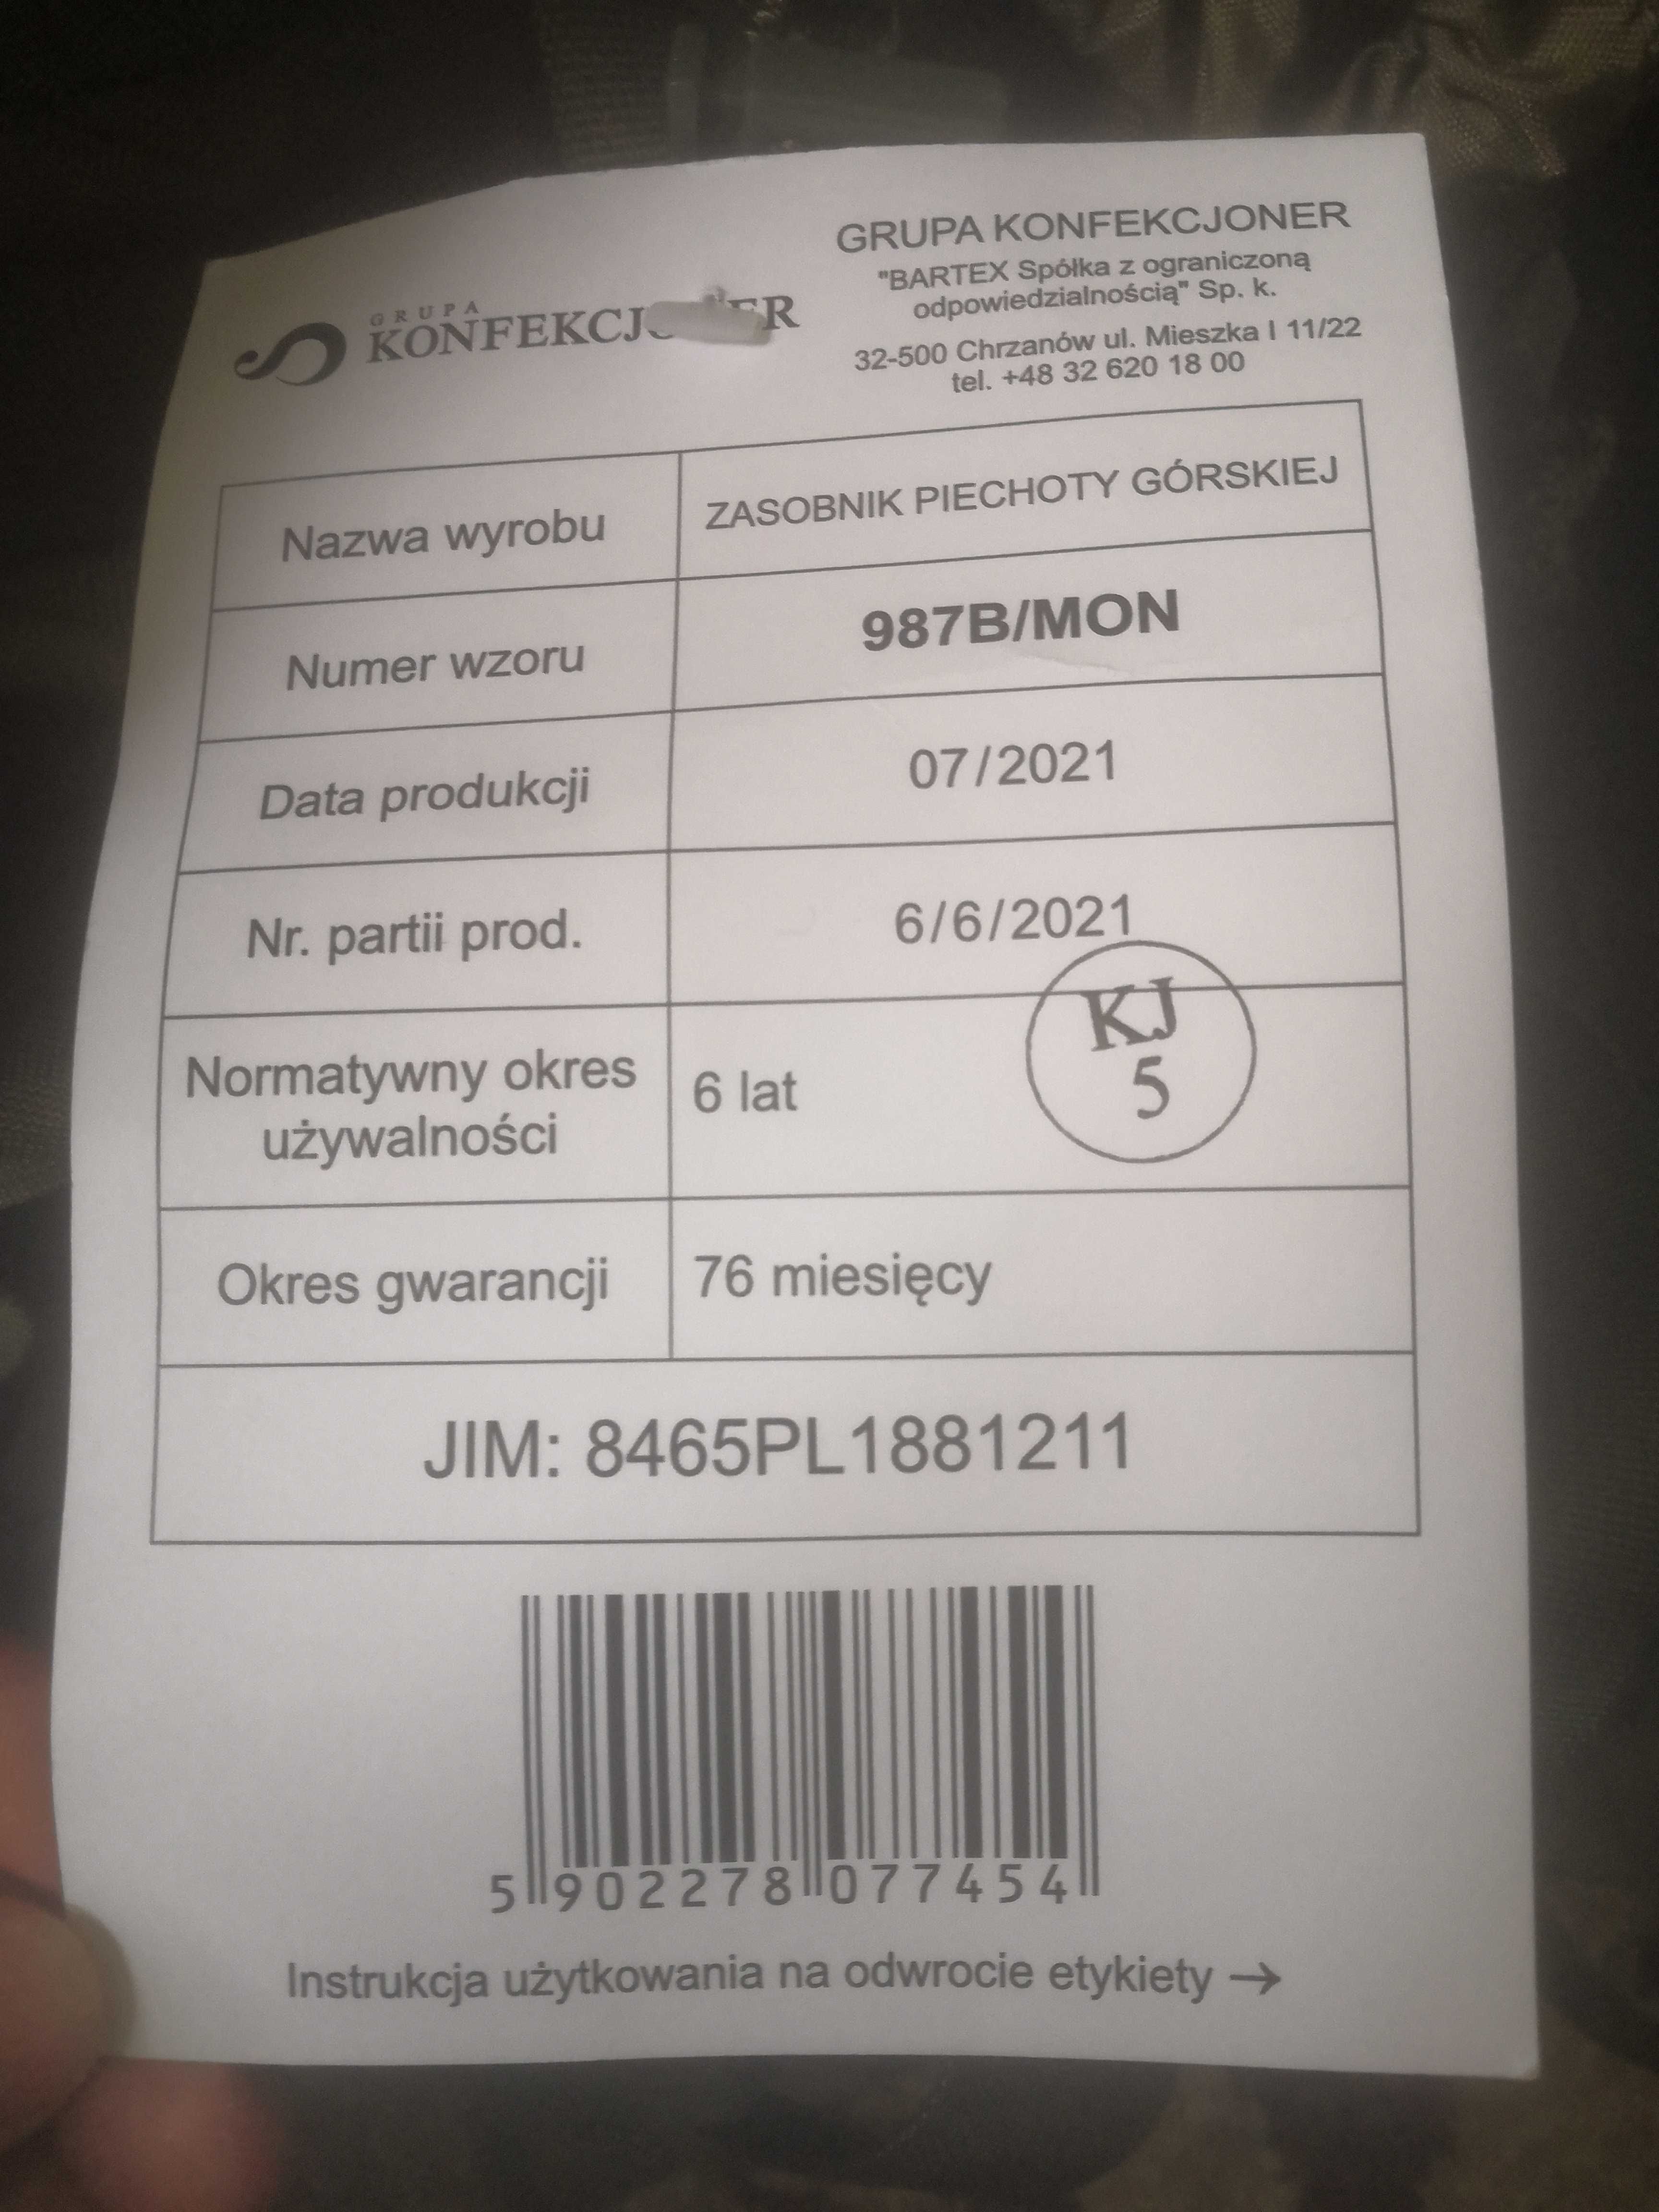 GRUPA
GRUPA KONFEKCJONER
"BARTEX Spółka z ograniczoną
odpowiedzialnością" Sp. k.
32-500 Chrzanów ul. Mieszka I 11/22
tel. +48 32 620 18 00
Nazwa wyrobu ZASOBNIK PIECHOTY GÓRSKIEJ
Numer wzoru 987B/MON
Data produkcji 07/2021
Nr. partii prod. 6/6/2021
KJ
5
Normatywny okres
używalności
6 lat
Okres gwarancji 76 miesięcy
JIM: 8465PL1881211
5 902278 077454
Instrukcja użytkowania na odwrocie etykiety →